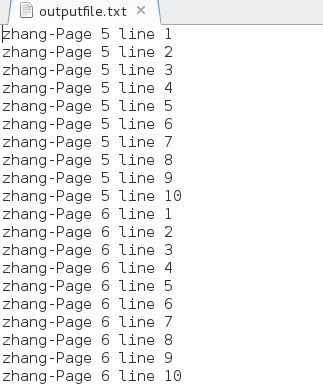 outputfile.txt ×
zhang-Page 5 line 1
zhang-Page 5 line 2
zhang-Page 5 line 3
zhang-Page 5 line 4
zhang-Page 5 line 5
zhang-Page 5 line 6
zhang-Page 5 line 7
zhang-Page 5 line 8
zhang-Page 5 line 9
zhang-Page 5 line 10
zhang-Page 6 line 1
zhang-Page 6 line 2
zhang-Page 6 line 3
zhang-Page 6 line 4
zhang-Page 6 line 5
zhang-Page 6 line 6
zhang-Page 6 line 7
zhang-Page 6 line 8
zhang-Page 6 line 9
zhang-Page 6 line 10